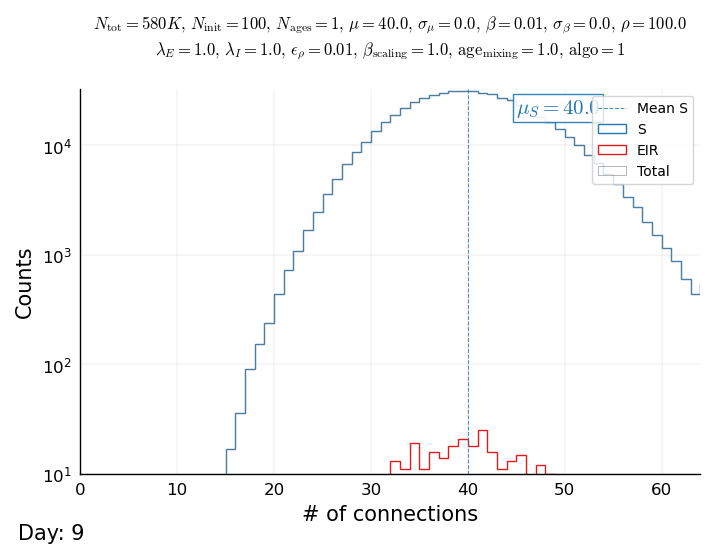 N_tot = 580K, N_init = 100, N_ages = 1, μ = 40.0, σ_μ = 0.0, β = 0.01, σ_β = 0.0, ρ = 100.0
λ_E = 1.0, λ_I = 1.0, ϵ_ρ = 0.01, β_scaling = 1.0, age_mixing = 1.0, algo = 1
μ_S = 40.0
Mean S
S
EIR
Total
Counts
10^4
10^3
10^2
10^1
0 10 20 30 40 50 60
# of connections
Day: 9